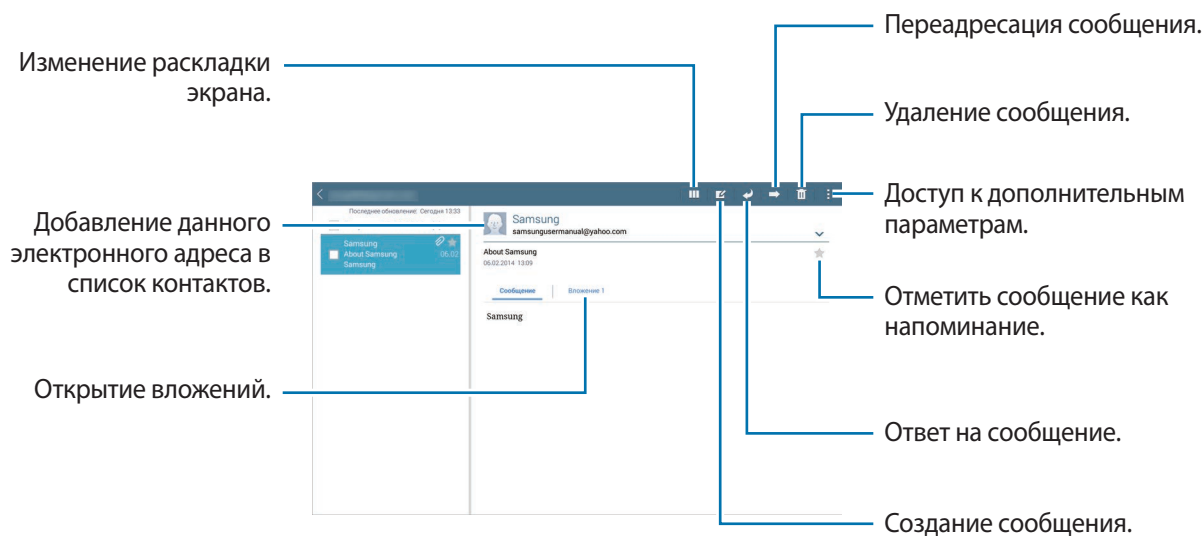 Переадресация сообщения.
Изменение раскладки
экрана.
Удаление сообщения.
Доступ к дополнительным
параметрам.
Добавление данного
электронного адреса в
список контактов.
Последнее обновление: Сегодня 13:33
Samsung
About Samsung 06.02
Samsung
Samsung
samsungusermanual@yahoo.com
About Samsung
06.02.2014 13:09
Сообщение
Вложение 1
Samsung
Отметить сообщение как
напоминание.
Открытие вложений.
Ответ на сообщение.
Создание сообщения.